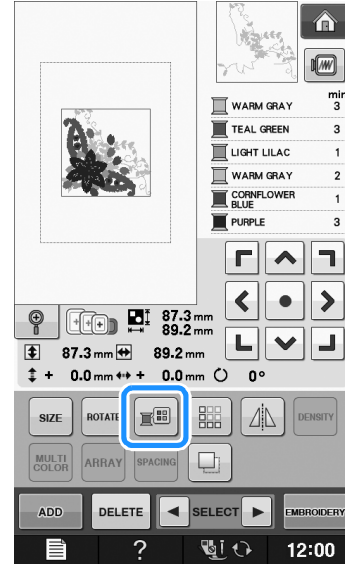 min
WARM GRAY 3
TEAL GREEN 3
LIGHT LILAC 1
WARM GRAY 2
CORNFLOWER
BLUE 1
PURPLE 3
87.3 mm
89.2 mm
87.3 mm 89.2 mm
+ 0.0 mm + 0.0 mm 0°
SIZE ROTATE DENSITY
MULTI
COLOR ARRAY SPACING
ADD DELETE SELECT EMBROIDERY
? 12:00